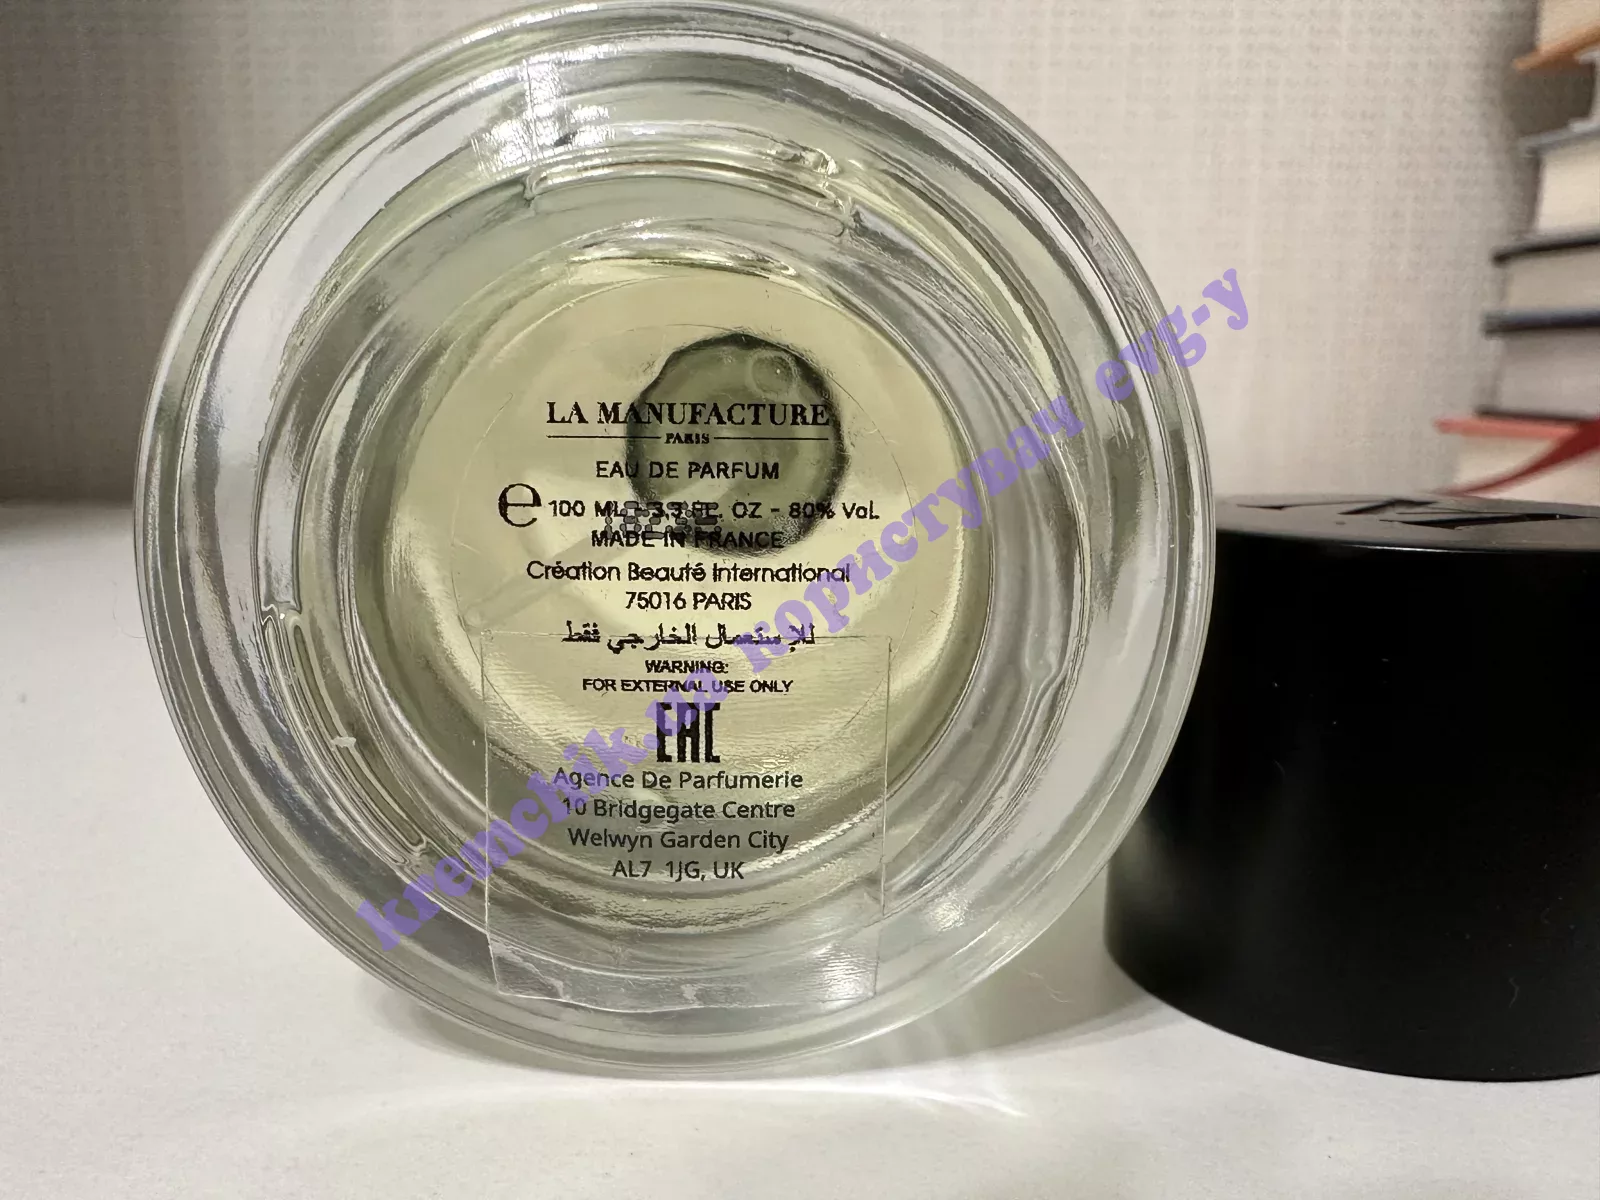 LA MANUFACTURE
PARIS
EAU DE PARFUM
e 100 ML - 3.3 FL. OZ - 80% Vol.
MADE IN FRANCE
Création Beauté International
75016 PARIS
للإستعمال الخارجي فقط
WARNING:
FOR EXTERNAL USE ONLY
EAC
Agence De Parfumerie
10 Bridgegate Centre
Welwyn Garden City
AL7 1JG, UK
kremchik.ua користувач evg-y